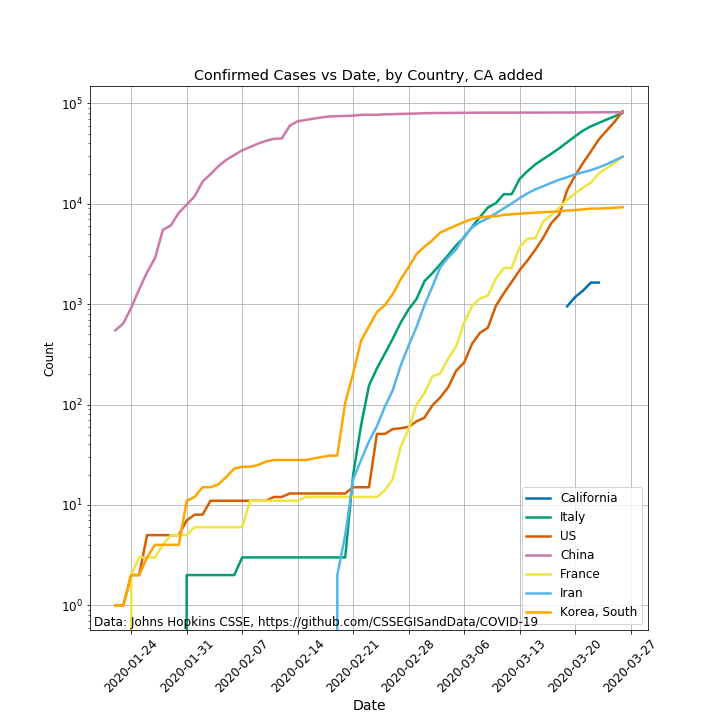 Confirmed Cases vs Date, by Country, CA added
10^5
10^4
10^3
10^2
10^1
10^0
Count
California
Italy
US
China
France
Iran
Korea, South
Data: Johns Hopkins CSSE, https://github.com/CSSEGISandData/COVID-19
2020-01-24
2020-01-31
2020-02-07
2020-02-14
2020-02-21
2020-02-28
2020-03-06
2020-03-13
2020-03-20
2020-03-27
Date